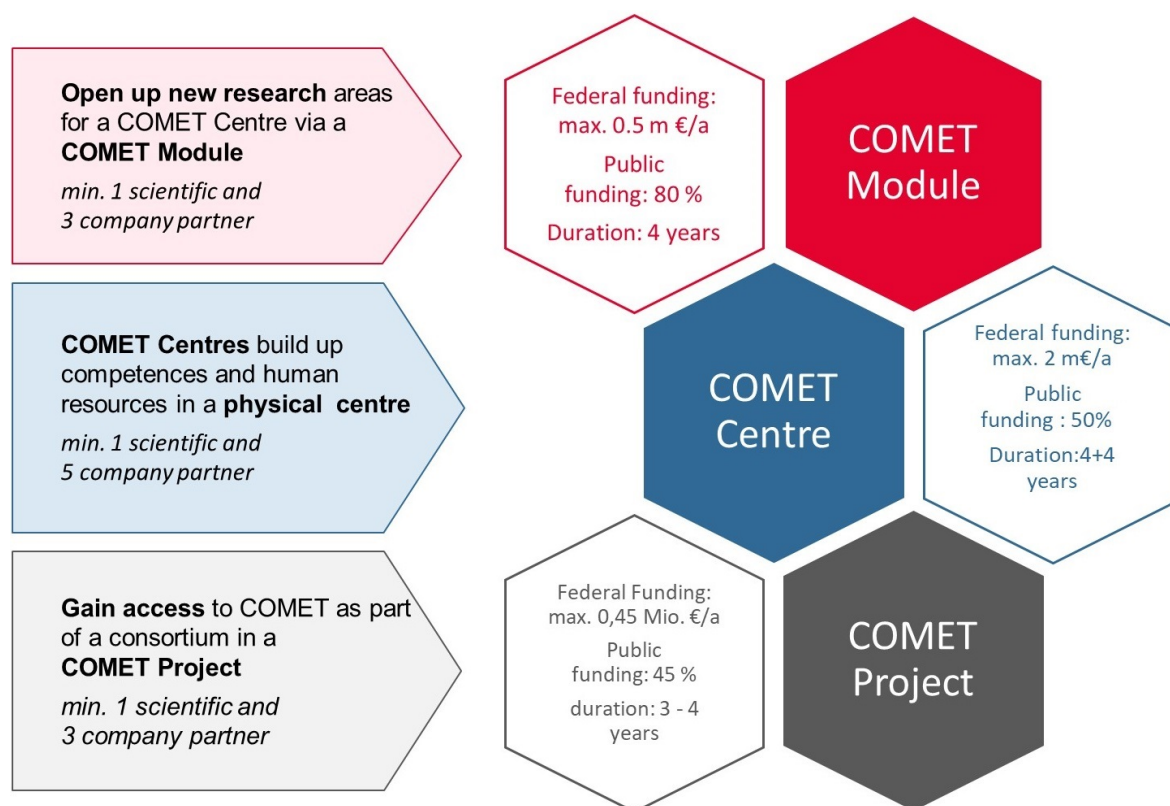 Open up new research areas
for a COMET Centre via a
COMET Module
min. 1 scientific and
3 company partner
Federal funding:
max. 0.5 m €/a
Public
funding: 80 %
Duration: 4 years
COMET
Module
COMET Centres build up
competences and human
resources in a physical centre
min. 1 scientific and
5 company partner
COMET
Centre
Federal funding:
max. 2 m€/a
Public
funding : 50%
Duration:4+4
years
Gain access to COMET as part
of a consortium in a
COMET Project
min. 1 scientific and
3 company partner
Federal Funding:
max. 0,45 Mio. €/a
Public
funding: 45 %
duration: 3 - 4
years
COMET
Project